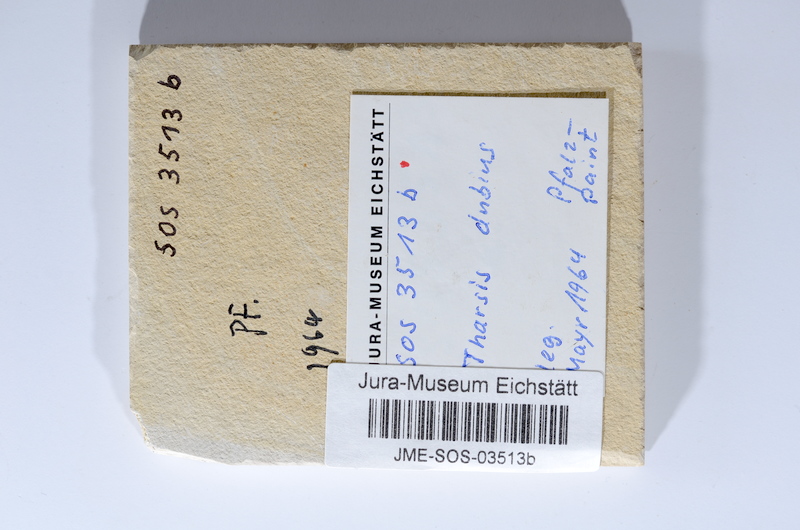 SOS 3513 b
PF.
1964
JURA-MUSEUM EICHSTÄTT
SOS 3513 b
Tharsis dubius
leg.
Mayr 1964 Pfalz-
paint
Jura-Museum Eichstätt
JME-SOS-03513b